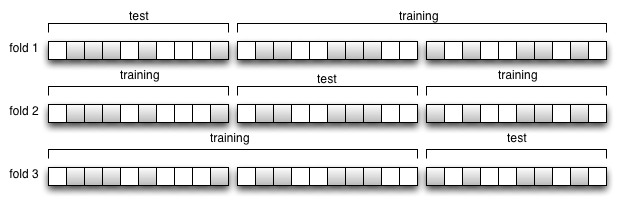 test training
fold 1
training test training
fold 2
training test
fold 3